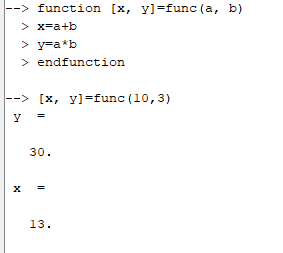 --> function [x, y]=func(a, b)
> x=a+b
> y=a*b
> endfunction
--> [x, y]=func(10,3)
y =
30.
x =
13.